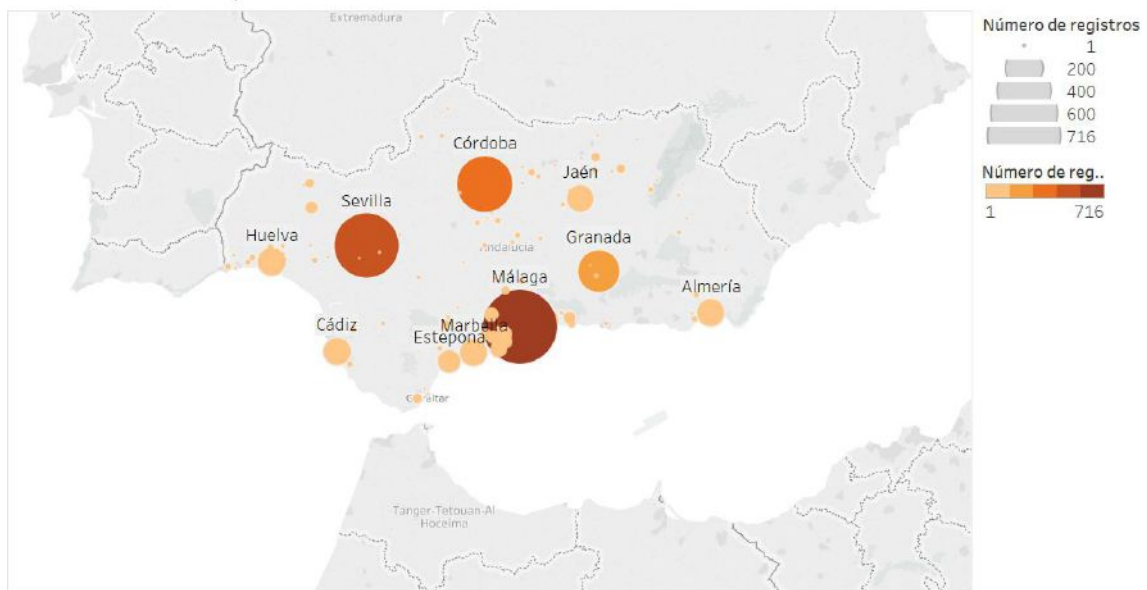 Extremadura
Córdoba
Jaén
Sevilla
Huelva
Andalucía
Granada
Málaga
Almería
Cádiz
Marbella
Estepona
Tanger-Tetouan-Al
Hoceima
Número de registros
1
200
400
600
716
Número de reg..
1
716